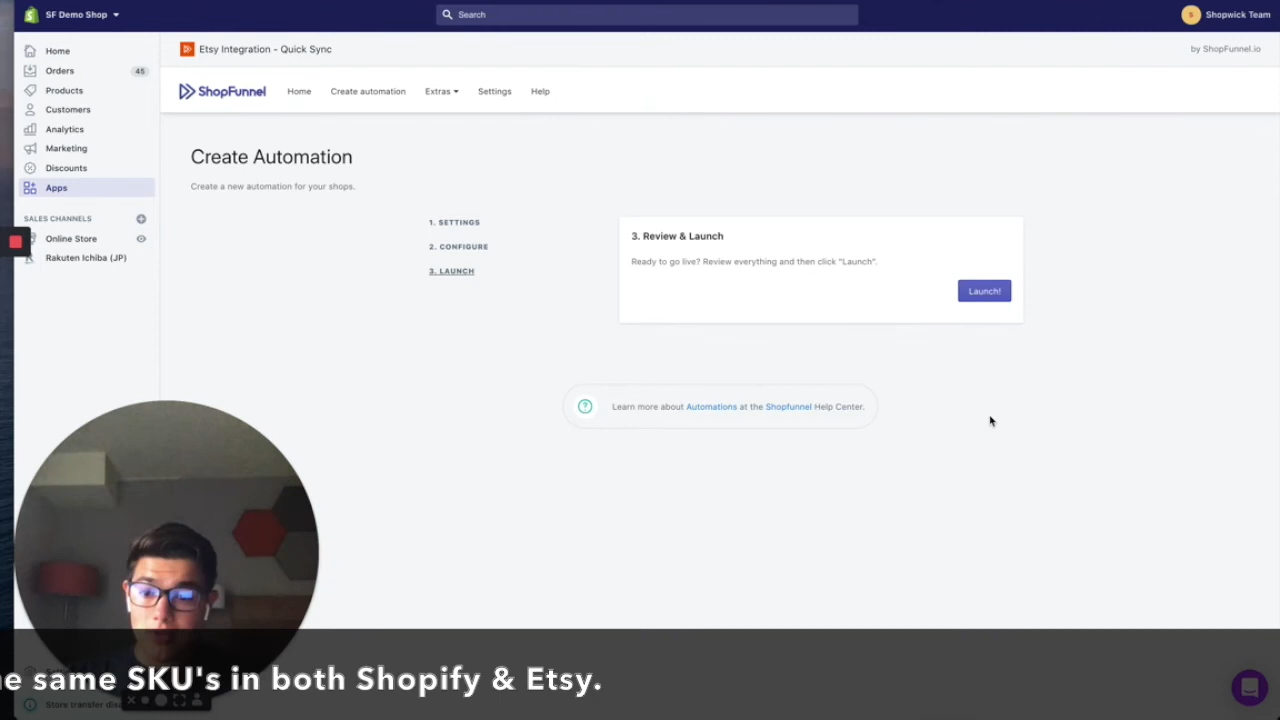 SF Demo Shop
Search
S
Shopwick Team
Home
Orders
45
Products
Customers
Analytics
Marketing
Discounts
Apps
SALES CHANNELS
Online Store
Rakuten Ichiba (JP)
Etsy Integration - Quick Sync
by ShopFunnel.io
ShopFunnel
Home
Create automation
Extras
Settings
Help
Create Automation
Create a new automation for your shops.
1. SETTINGS
2. CONFIGURE
3. LAUNCH
3. Review & Launch
Ready to go live? Review everything and then click "Launch".
Launch!
Learn more about Automations at the Shopfunnel Help Center.
same SKU's in both Shopify & Etsy.
Store transfer